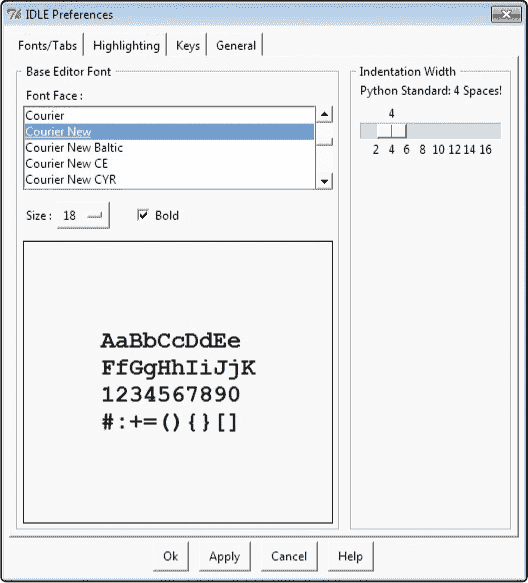 IDLE Preferences
Fonts/Tabs Highlighting Keys General
Base Editor Font
Font Face :
Courier
Courier New
Courier New Baltic
Courier New CE
Courier New CYR
Size : 18 Bold
AaBbCcDdEe
FfGgHhIiJjK
1234567890
#:+=(){}[]
Indentation Width
Python Standard: 4 Spaces!
4
2 4 6 8 10 12 14 16
Ok Apply Cancel Help